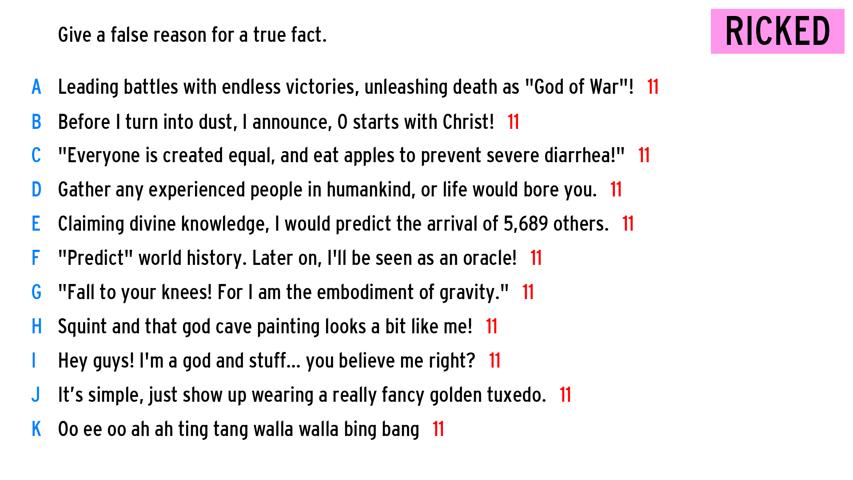 Give a false reason for a true fact.
RICKED
A Leading battles with endless victories, unleashing death as "God of War"! 11
B Before I turn into dust, I announce, 0 starts with Christ! 11
C "Everyone is created equal, and eat apples to prevent severe diarrhea!" 11
D Gather any experienced people in humankind, or life would bore you. 11
E Claiming divine knowledge, I would predict the arrival of 5,689 others. 11
F "Predict" world history. Later on, I'll be seen as an oracle! 11
G "Fall to your knees! For I am the embodiment of gravity." 11
H Squint and that god cave painting looks a bit like me! 11
I Hey guys! I'm a god and stuff... you believe me right? 11
J It's simple, just show up wearing a really fancy golden tuxedo. 11
K Oo ee oo ah ah ting tang walla walla bing bang 11